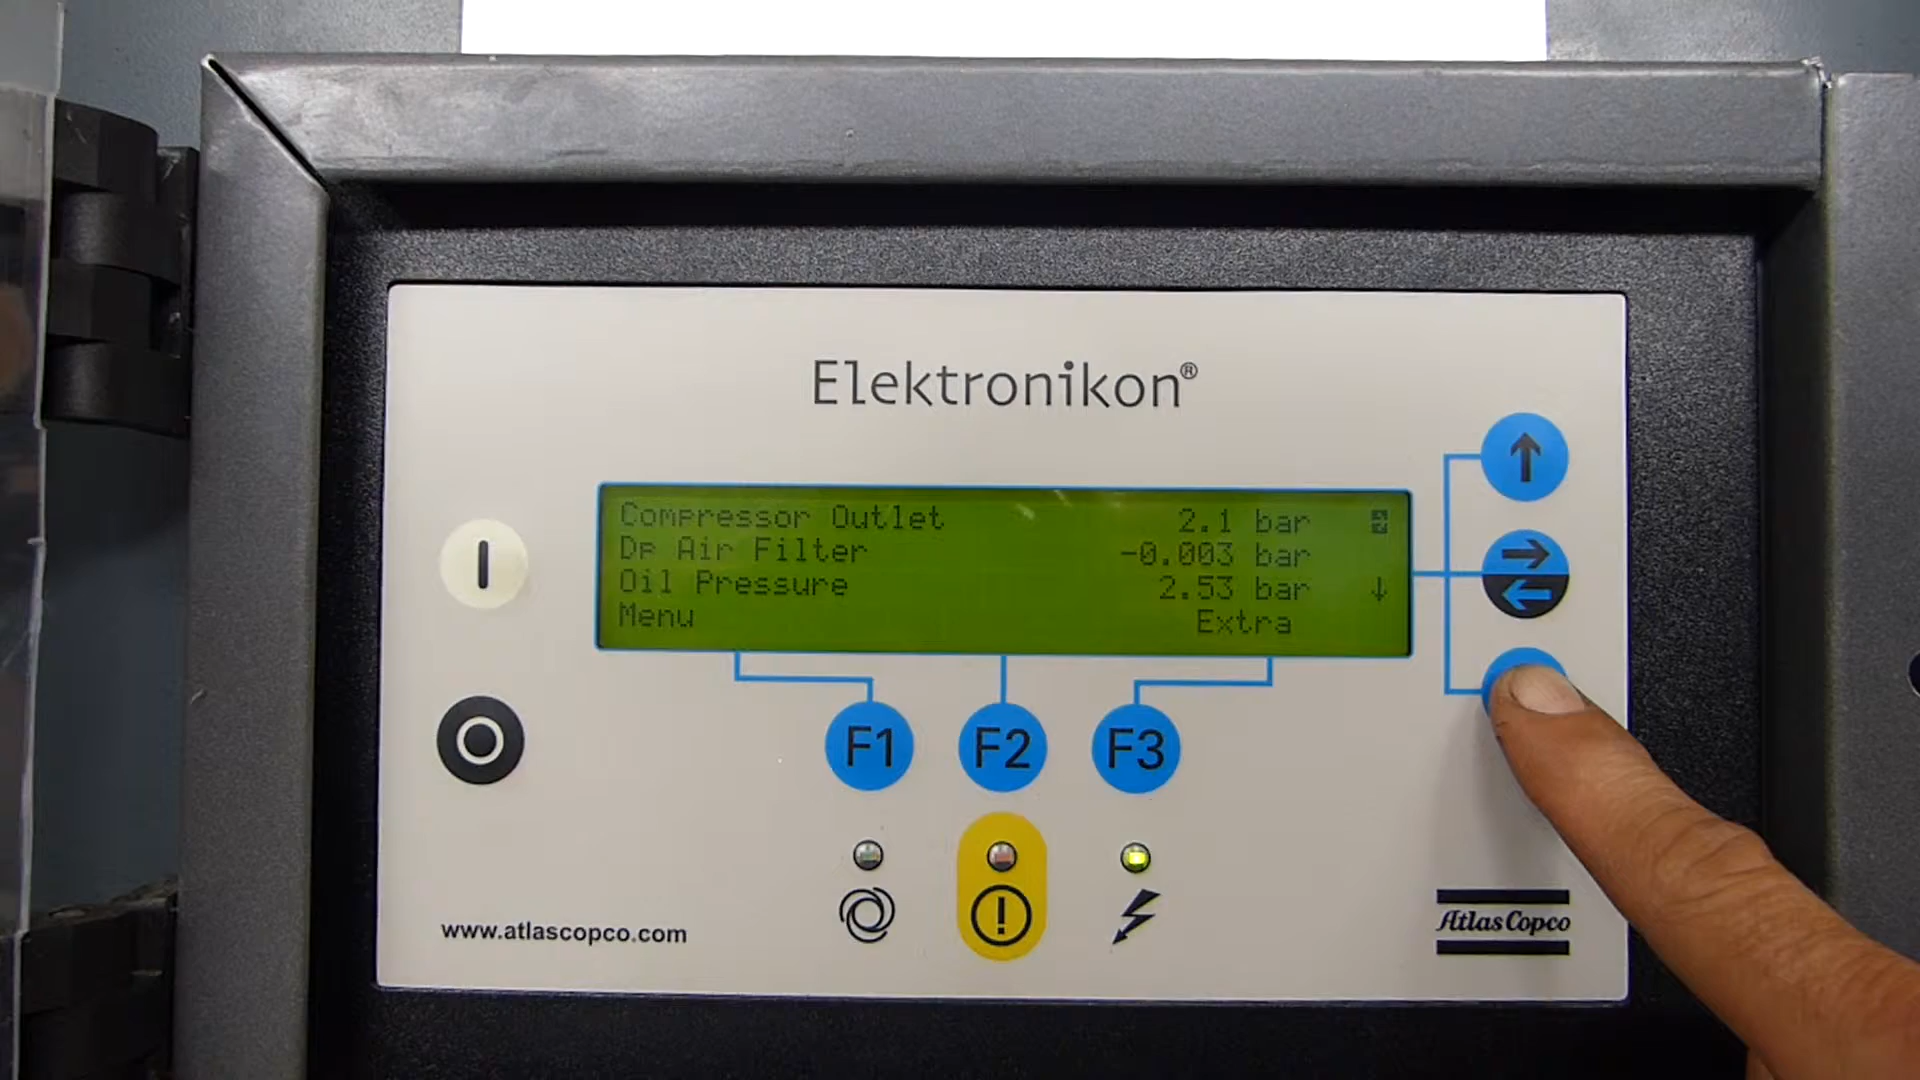 Elektronikon®
Compressor Outlet 2.1 bar
Dp Air Filter -0.003 bar
Oil Pressure 2.53 bar ↓
Menu Extra
F1 F2 F3
www.atlascopco.com
Atlas Copco